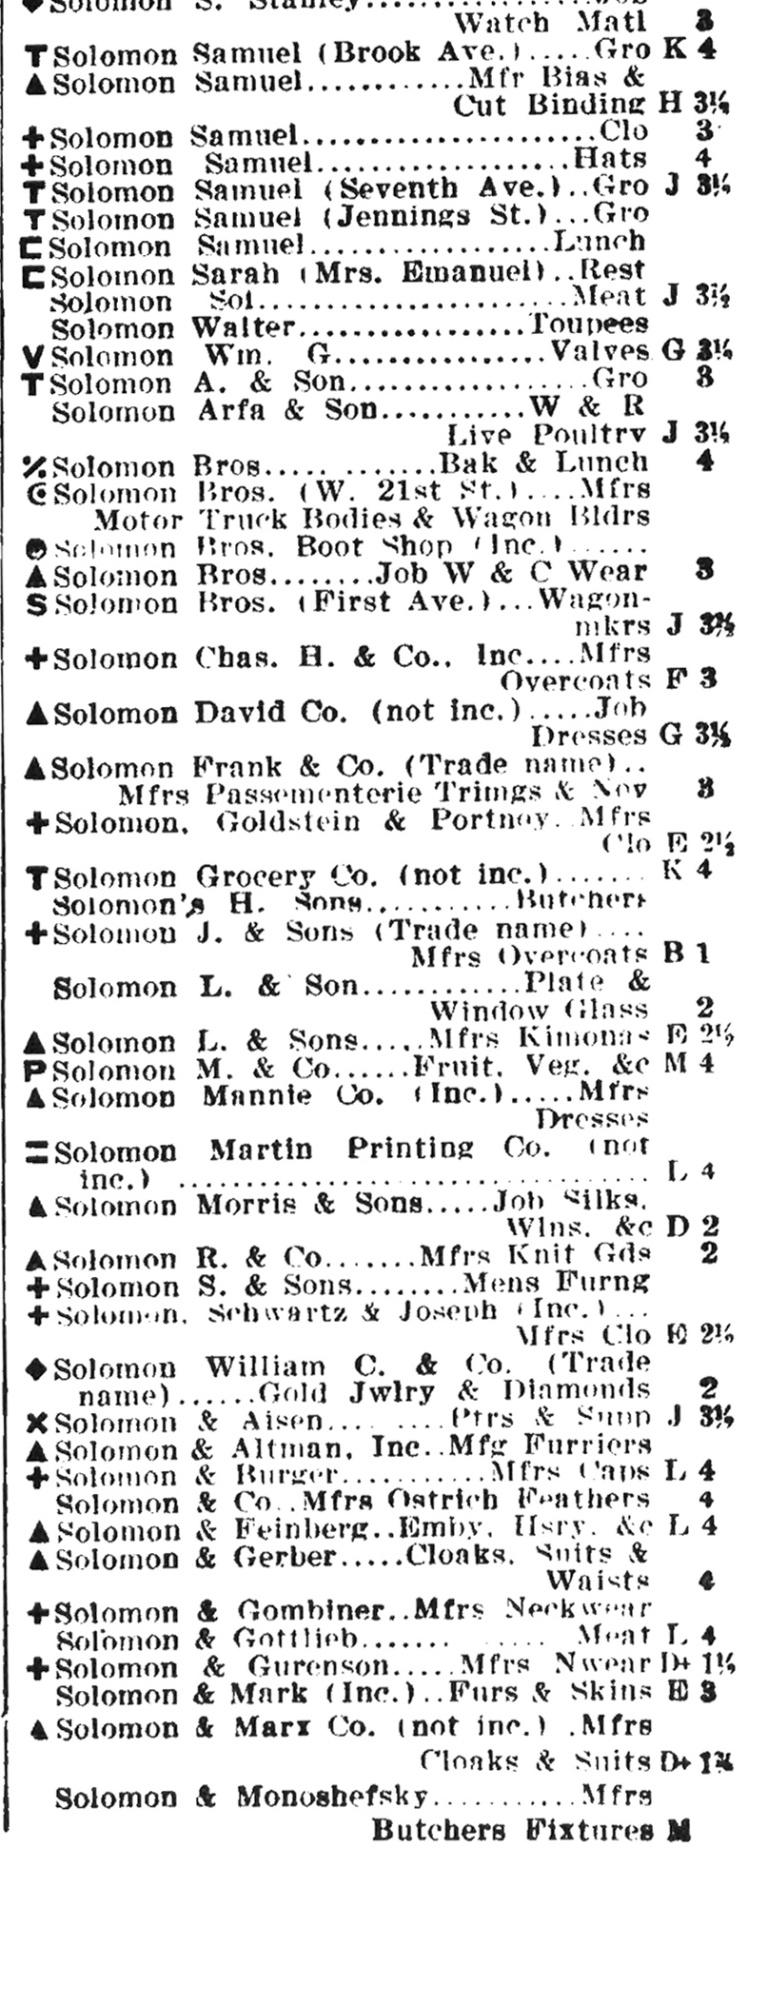 Solomon S. Stanley..............Job
Watch Matl 3
T Solomon Samuel (Brook Ave.).....Gro K 4
▲ Solomon Samuel............Mfr Bias &
Cut Binding H 3½
+ Solomon Samuel......................Clo 3
+ Solomon Samuel...................Hats 4
T Solomon Samuel (Seventh Ave.)..Gro J 3½
T Solomon Samuel (Jennings St.)...Gro
⊏ Solomon Samuel..................Lunch
⊏ Solomon Sarah (Mrs. Emanuel)..Rest
Solomon Sol.......................Meat J 3½
Solomon Walter.................Toupees
V Solomon Wm. G................Valves G 3½
T Solomon A. & Son..................Gro 3
Solomon Arfa & Son...........W & R
Live Poultry J 3½
٪ Solomon Bros..... .......Bak & Lunch 4
Solomon Bros. (W. 21st St.)....Mfrs
Motor Truck Bodies & Wagon Bldrs
Solomon Bros. Boot Shop (Inc.)......
▲ Solomon Bros........Job W & C Wear 3
S Solomon Bros. (First Ave.)...Wagon-
mkrs J 3½
+ Solomon Chas. H. & Co., Inc....Mfrs
Overcoats F 3
▲ Solomon David Co. (not inc.).....Job
Dresses G 3½
▲ Solomon Frank & Co. (Trade name)..
Mfrs Passementerie Trimgs & Nov 3
+ Solomon, Goldstein & Portnoy. Mfrs
Clo E 2½
T Solomon Grocery Co. (not inc.)....... K 4
Solomon's H. Sons...........Butchers
+ Solomon J. & Sons (Trade name)....
Mfrs Overcoats B 1
Solomon L. & Son............Plate &
Window Glass 2
▲ Solomon L. & Sons.....Mfrs Kimonas E 2½
P Solomon M. & Co......Fruit, Veg. &c M 4
▲ Solomon Mannie Co. (Inc.).....Mfrs
Dresses
= Solomon Martin Printing Co. (not
inc.) ................................... L 4
▲ Solomon Morris & Sons.....Job Silks,
Wlns. &c D 2
▲ Solomon R. & Co.......Mfrs Knit Gds 2
+ Solomon S. & Sons........Mens Furng
+ Solomon, Schwartz & Joseph (Inc.)...
Mfrs Clo E 2½
◆ Solomon William C. & Co. (Trade
name)......Gold Jwlry & Diamonds 2
X Solomon & Aisen.... ....Ptrs & Supp J 3½
▲ Solomon & Altman, Inc..Mfg Furriers
+ Solomon & Burger...........Mfrs Caps L 4
Solomon & Co..Mfrs Ostrich Feathers 4
▲ Solomon & Feinberg..Emby, Hsry. &c L 4
▲ Solomon & Gerber.....Cloaks, Suits &
Waists 4
+ Solomon & Gombiner..Mfrs Neckwear
Solomon & Gottlieb....... ...... Meat L 4
+ Solomon & Gurenson.....Mfrs Nwear D+ 1½
Solomon & Mark (Inc.)..Furs & Skins E 3
▲ Solomon & Marx Co. (not inc.) .Mfrs
Cloaks & Suits D+ 1¾
Solomon & Monoshefsky...........Mfrs
Butchers Fixtures M